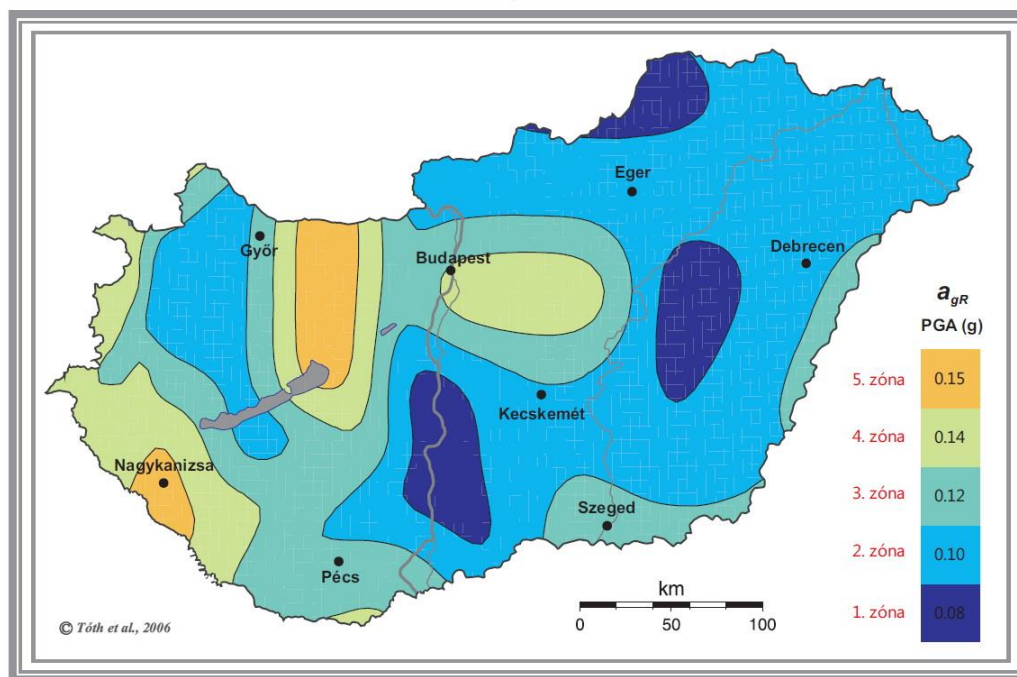 Eger
Debrecen
Győr
Budapest
Kecskemét
Nagykanizsa
Szeged
Pécs
a gR
PGA (g)
5. zóna 0.15
4. zóna 0.14
3. zóna 0.12
2. zóna 0.10
1. zóna 0.08
km
0 50 100
© Tóth et al., 2006